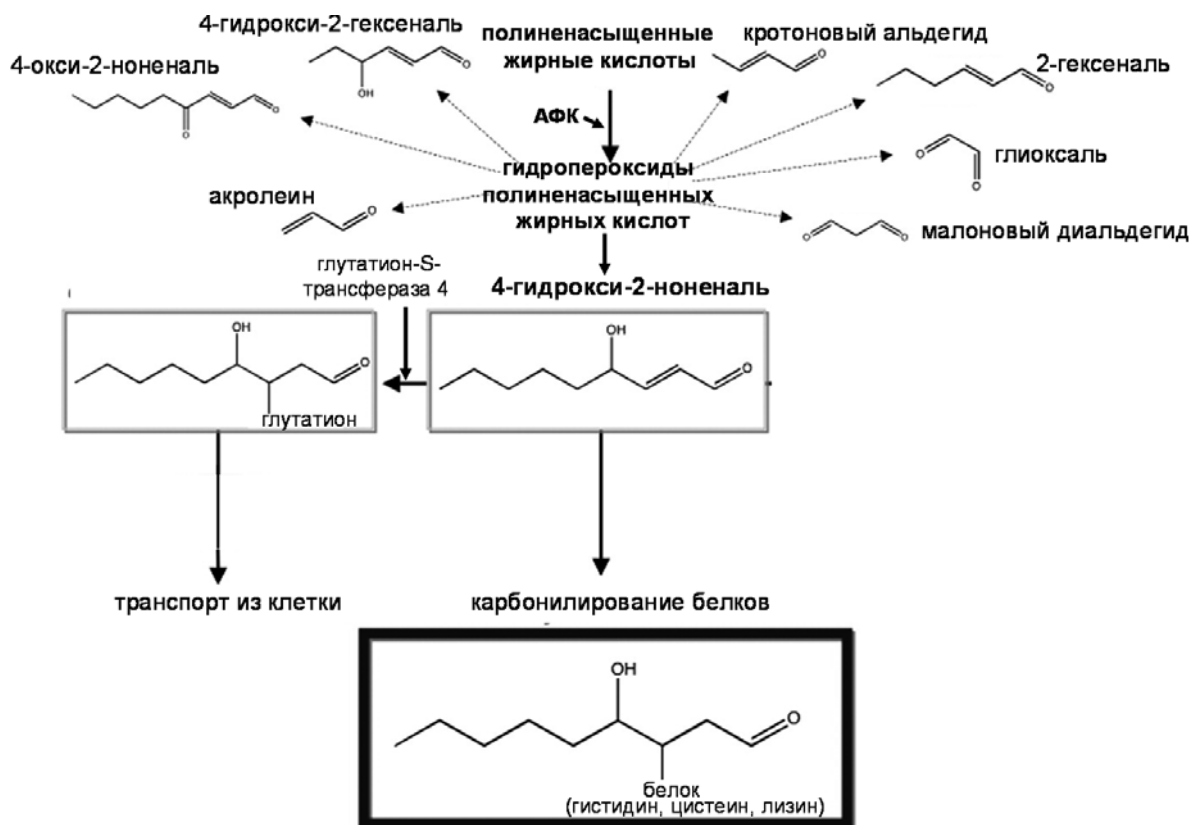 4-гидрокси-2-гексеналь
полиненасыщенные
жирные кислоты
кротоновый альдегид
4-окси-2-ноненаль
2-гексеналь
O
O
O
OH
O
O
O
АФК
O
O
глиоксаль
гидропероксиды
полиненасыщенных
жирных кислот
акролеин
O
O
O
малоновый диальдегид
глутатион-S-
трансфераза 4
4-гидрокси-2-ноненаль
OH
O
глутатион
OH
O
транспорт из клетки
карбонилирование белков
OH
O
белок
(гистидин, цистеин, лизин)